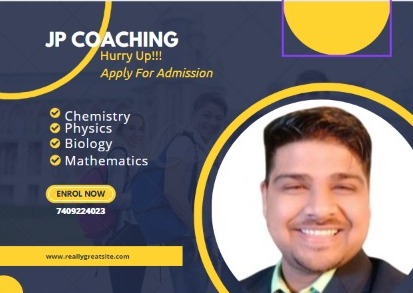 JP COACHING
Hurry Up!!!
Apply For Admission
Chemistry
Physics
Biology
Mathematics
ENROL NOW
7409224023
www.reallygreatsite.com